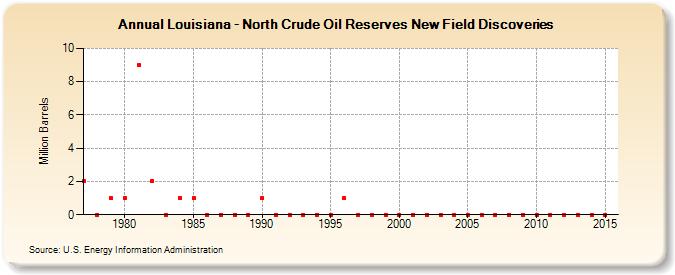 Annual Louisiana - North Crude Oil Reserves New Field Discoveries
Million Barrels
10
8
6
4
2
0
1980 1985 1990 1995 2000 2005 2010 2015
Source: U.S. Energy Information Administration